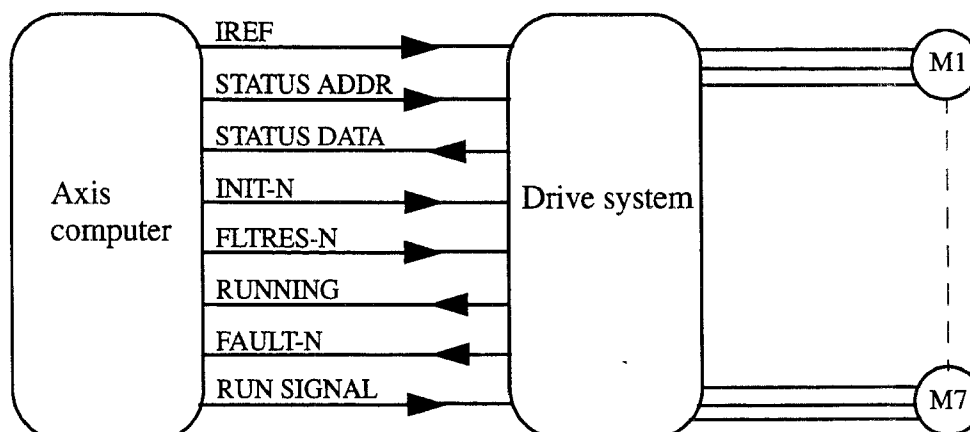 IREF
STATUS ADDR
STATUS DATA
INIT-N
FLTRES-N
RUNNING
FAULT-N
RUN SIGNAL
Axis
computer
Drive system
M1
M7